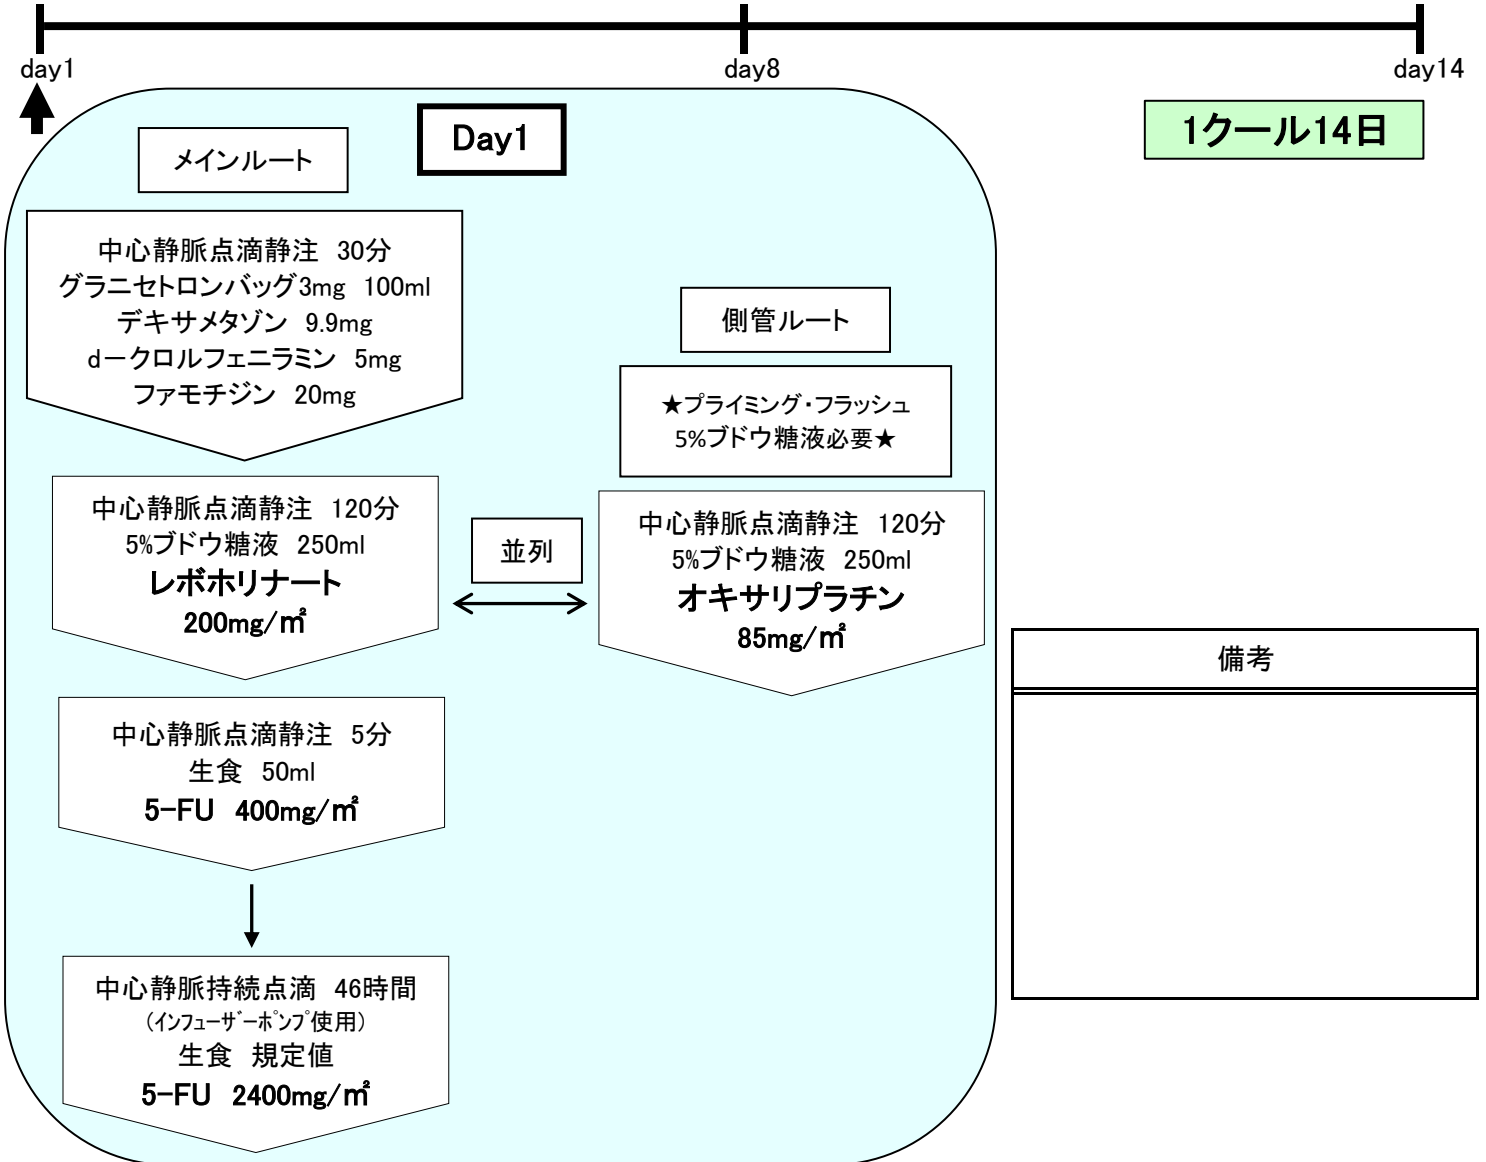 day1
day8
day14
Day1
1クール14日
メインルート
中心静脈点滴静注 30分
グラニセトロンバッグ3mg 100ml
デキサメタゾン 9.9mg
d－クロルフェニラミン 5mg
ファモチジン 20mg
側管ルート
★プライミング・フラッシュ
5%ブドウ糖液必要★
中心静脈点滴静注 120分
5%ブドウ糖液 250ml
レボホリナート
200mg/㎡
並列
中心静脈点滴静注 120分
5%ブドウ糖液 250ml
オキサリプラチン
85mg/㎡
備考
中心静脈点滴静注 5分
生食 50ml
5-FU 400mg/㎡
中心静脈持続点滴 46時間
(ｲﾝﾌｭｰｻﾞｰﾎﾟﾝﾌﾟ使用)
生食 規定値
5-FU 2400mg/㎡